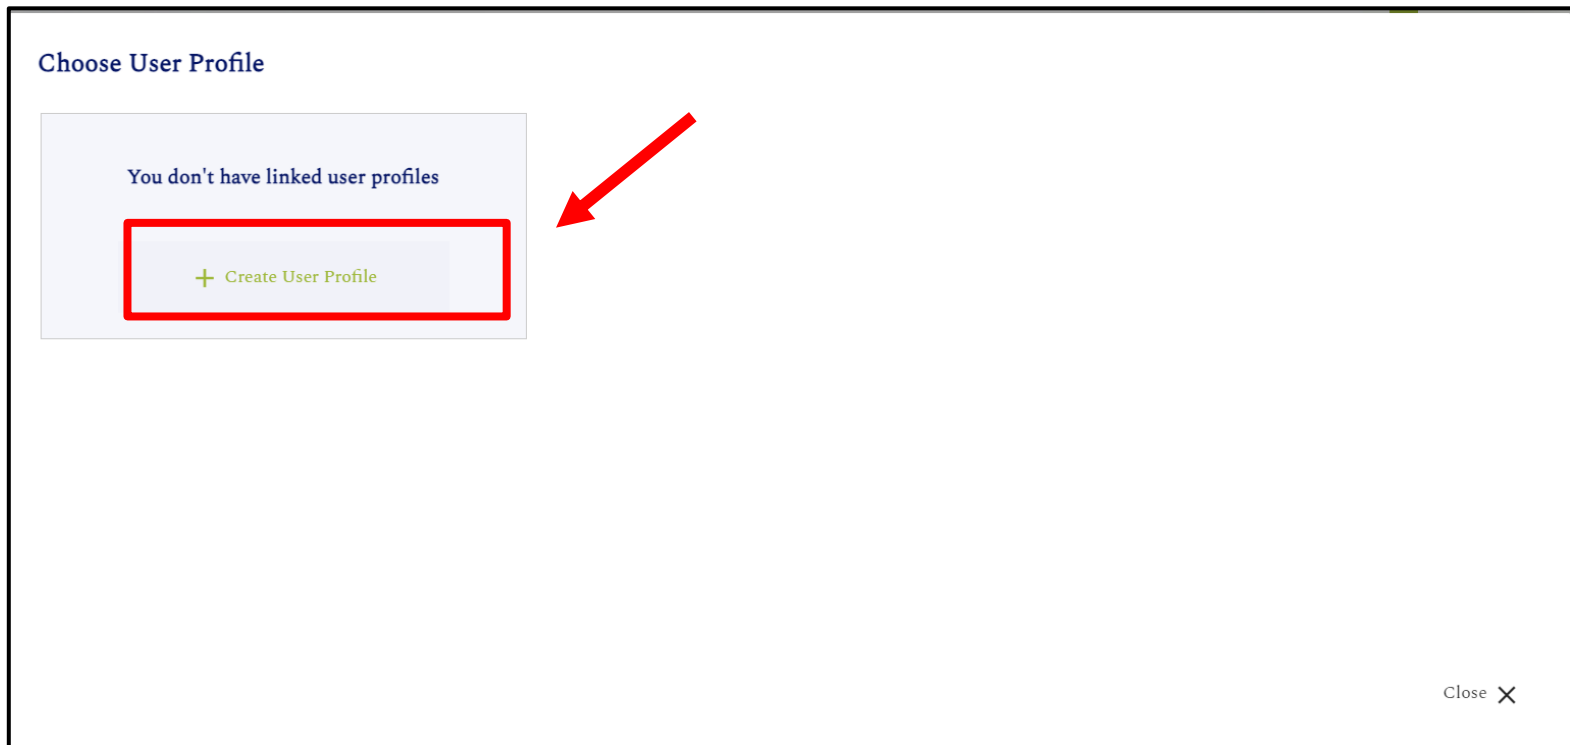 Choose User Profile
You don't have linked user profiles
+ Create User Profile
Close ×